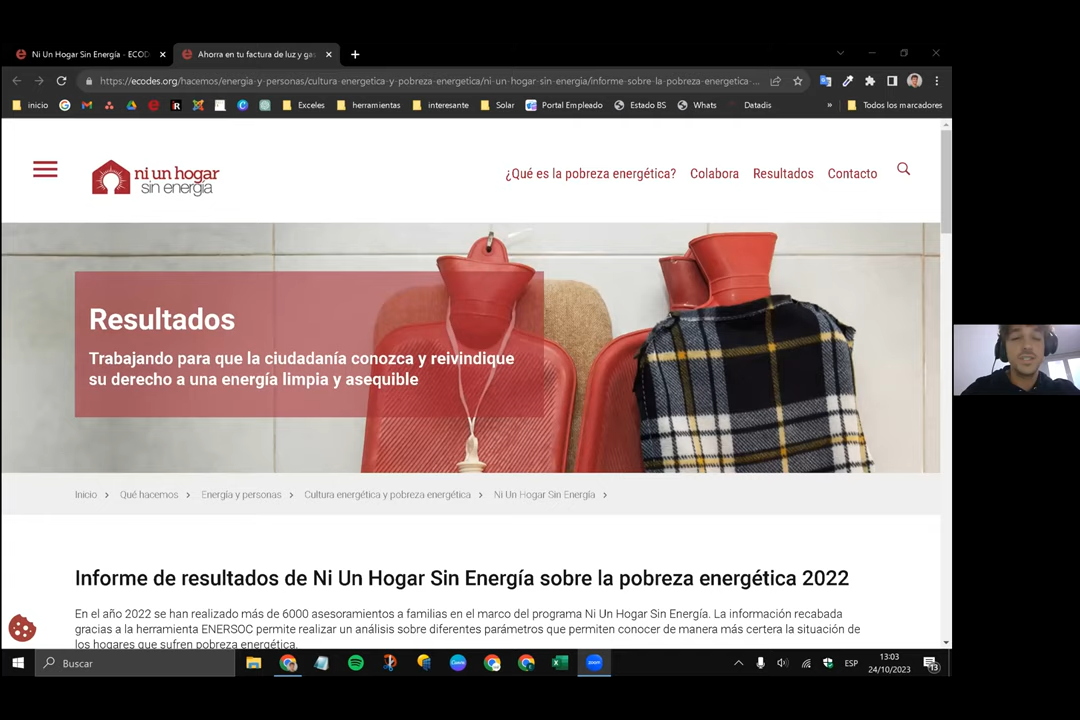 Ni Un Hogar Sin Energía - ECOD
Ahorra en tu factura de luz y gas
https://ecodes.org/hacemos/energia-y-personas/cultura-energetica-y-pobreza-energetica/ni-un-hogar-sin-energia/informe-sobre-la-pobreza-energetica-...
inicio
Exceles
herramientas
interesante
Solar
Portal Empleado
Estado BS
Whats
Datadis
»
Todos los marcadores
ni un hogar
sin energía
¿Qué es la pobreza energética? Colabora Resultados Contacto
Resultados
Trabajando para que la ciudadanía conozca y reivindique
su derecho a una energía limpia y asequible
Inicio > Qué hacemos > Energía y personas > Cultura energética y pobreza energética > Ni Un Hogar Sin Energía >
Informe de resultados de Ni Un Hogar Sin Energía sobre la pobreza energética 2022
En el año 2022 se han realizado más de 6000 asesoramientos a familias en el marco del programa Ni Un Hogar Sin Energía. La información recabada
gracias a la herramienta ENERSOC permite realizar un análisis sobre diferentes parámetros que permiten conocer de manera más certera la situación de
los hogares que sufren pobreza energética.
Buscar
zoom
ESP
13:03
24/10/2023
13